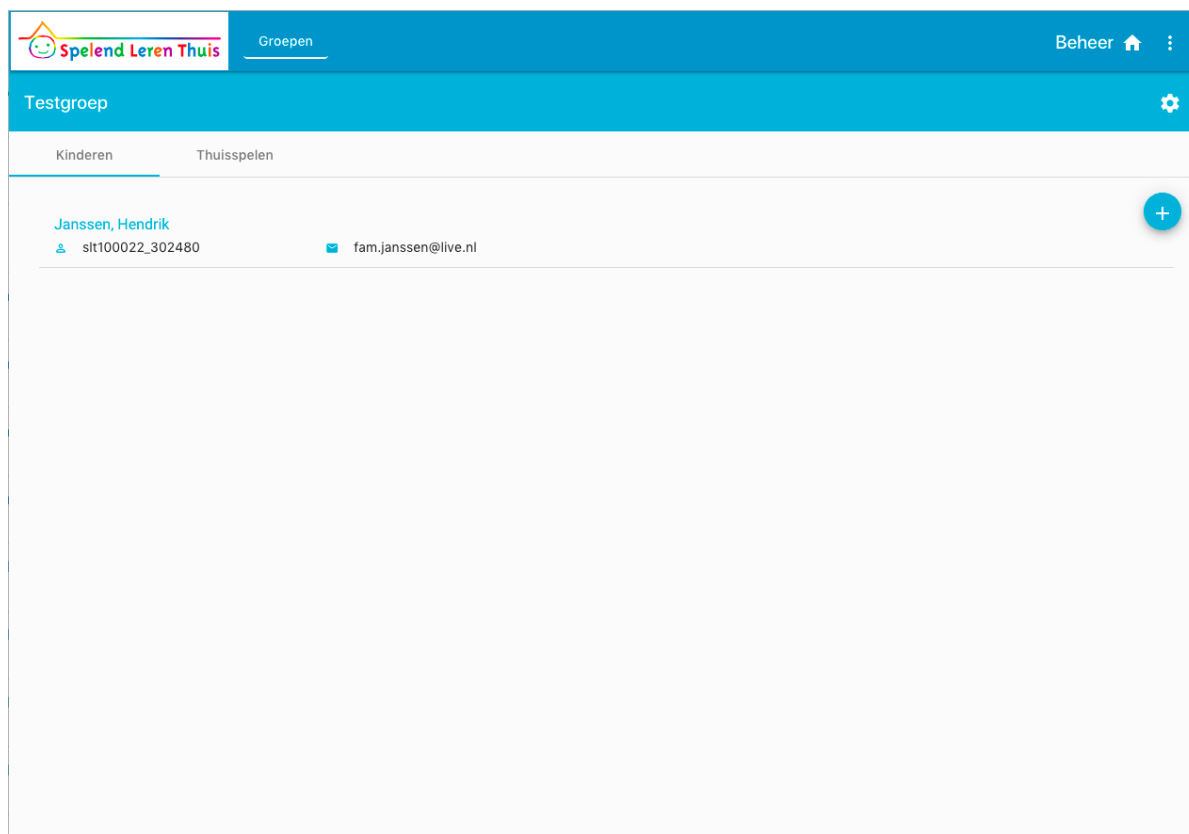 Spelend Leren Thuis
Groepen
Beheer
Testgroep
Kinderen
Thuisspelen
Janssen, Hendrik
slt100022_302480
fam.janssen@live.nl